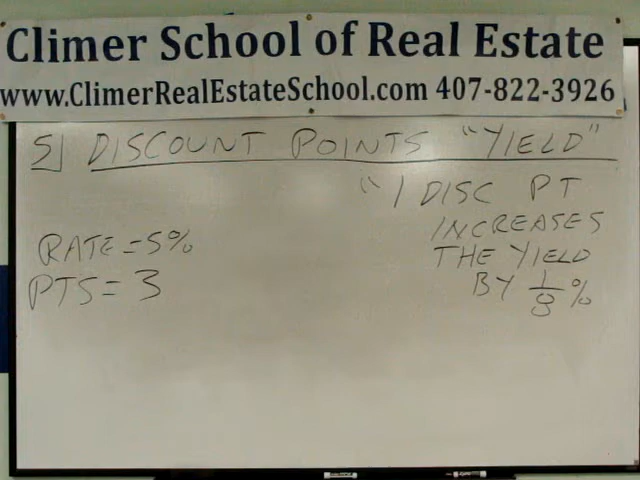 Climer School of Real Estate
www.ClimerRealEstateSchool.com 407-822-3926
5] DISCOUNT POINTS "YIELD"
"1 DISC PT
INCREASES
THE YIELD
BY 1/8 %
RATE = 5%
PTS = 3